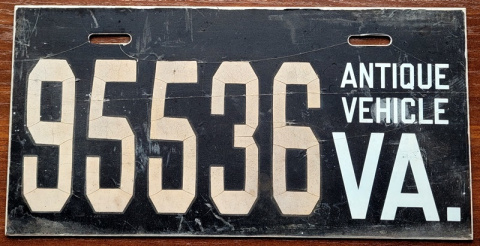 95536
ANTIQUE
VEHICLE
VA.